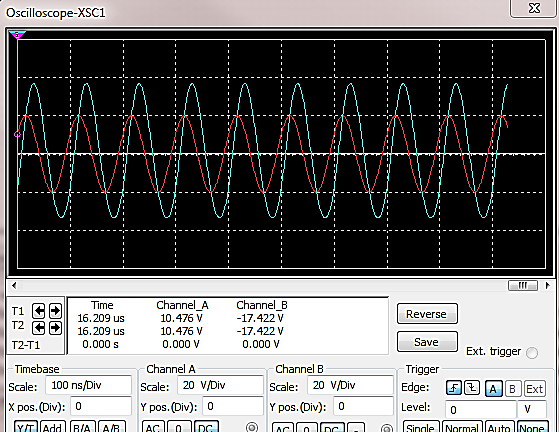 Oscilloscope-XSC1
Time Channel_A Channel_B
T1 16.209 us 10.476 V -17.422 V
T2 16.209 us 10.476 V -17.422 V
T2-T1 0.000 s 0.000 V 0.000 V
Reverse
Save
Ext. trigger
Timebase Channel A Channel B Trigger
Scale: 100 ns/Div Scale: 20 V/Div Scale: 20 V/Div Edge: A B Ext
X pos.(Div): 0 Y pos.(Div): 0 Y pos.(Div): 0 Level: 0 V
Y/T Add B/A A/B AC 0 DC AC 0 DC - Single Normal Auto None